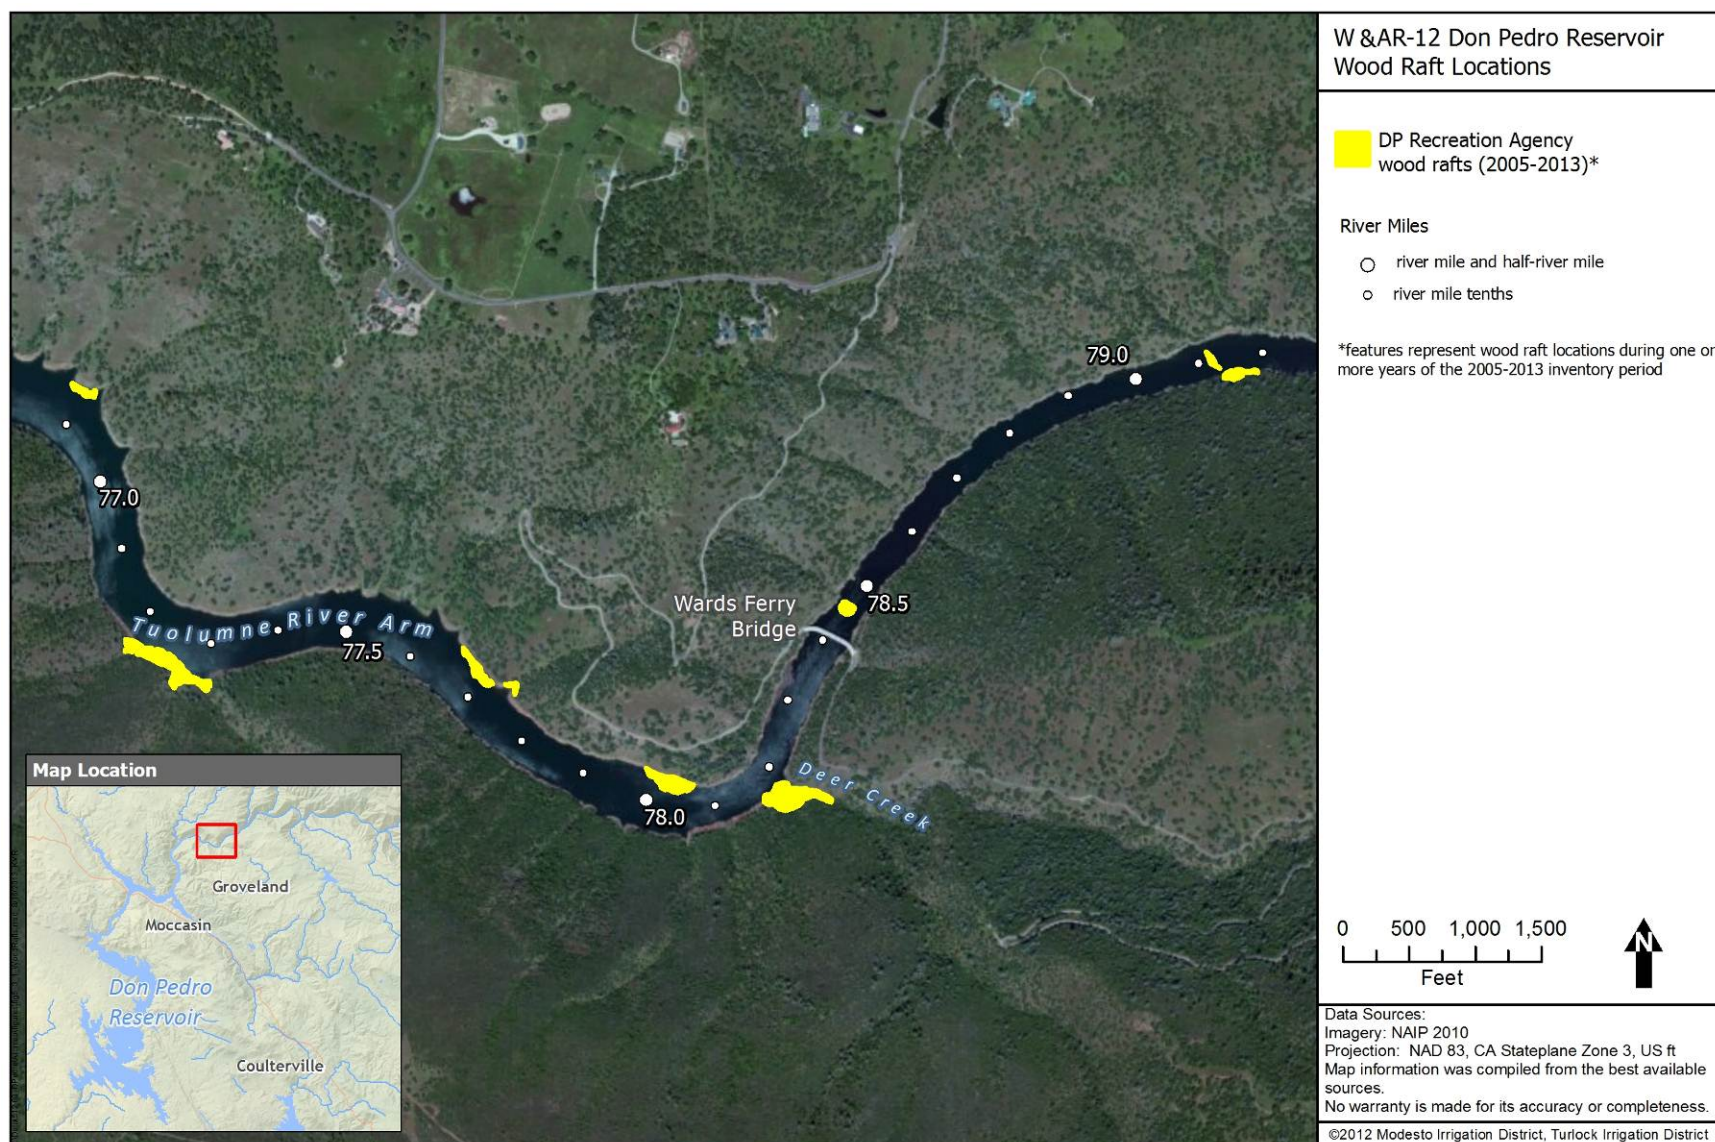 W &AR-12 Don Pedro Reservoir
Wood Raft Locations
DP Recreation Agency
wood rafts (2005-2013)*
River Miles
river mile and half-river mile
river mile tenths
*features represent wood raft locations during one or
more years of the 2005-2013 inventory period
79.0
77.0
78.5
Wards Ferry
Bridge
Tuolumne River Arm
77.5
78.0
Deer Creek
Map Location
Groveland
Moccasin
Don Pedro
Reservoir
Coulterville
0 500 1,000 1,500
Feet
N
Data Sources:
Imagery: NAIP 2010
Projection: NAD 83, CA Stateplane Zone 3, US ft
Map information was compiled from the best available
sources.
No warranty is made for its accuracy or completeness.
©2012 Modesto Irrigation District, Turlock Irrigation District